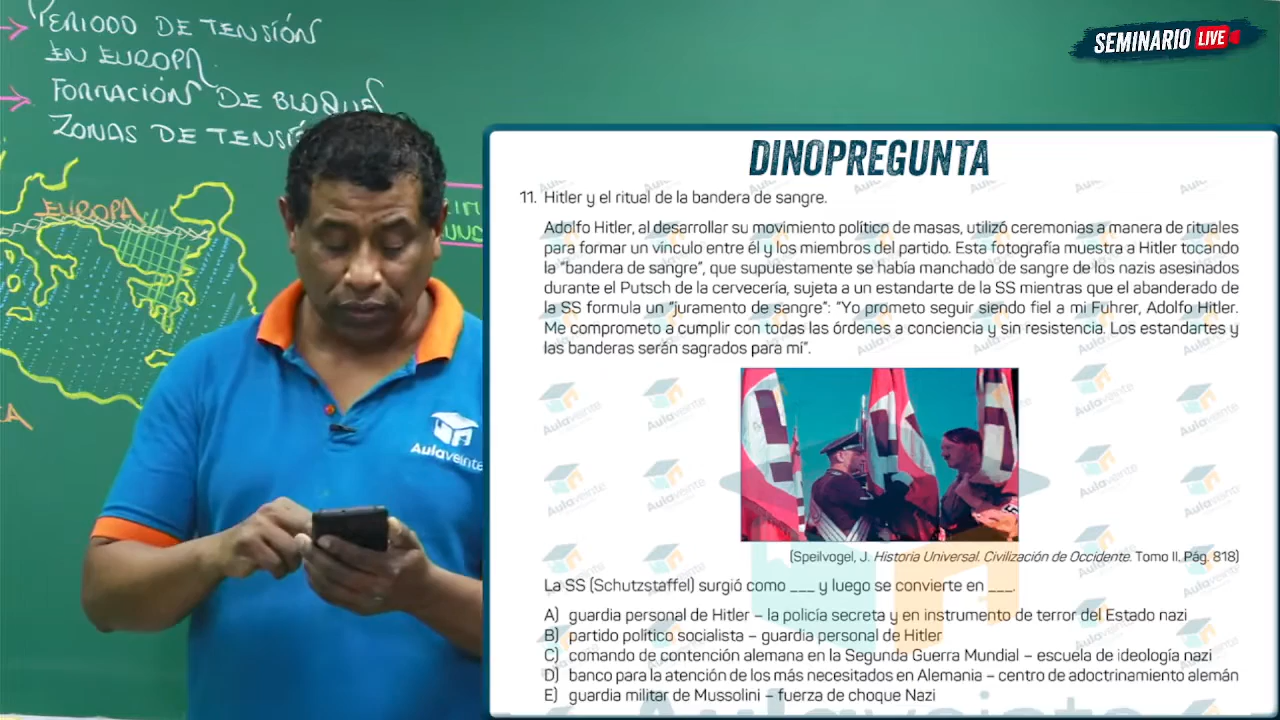 PERIODO DE TENSIÓN
EN EUROPA.
FORMACIÓN DE BLOQUES
ZONAS DE TENSIÓ
EUROPA
SEMINARIO LIVE
Aulaveinte
DINOPREGUNTA
11. Hitler y el ritual de la bandera de sangre.
Adolfo Hitler, al desarrollar su movimiento político de masas, utilizó ceremonias a manera de rituales
para formar un vínculo entre él y los miembros del partido. Esta fotografía muestra a Hitler tocando
la "bandera de sangre", que supuestamente se había manchado de sangre de los nazis asesinados
durante el Putsch de la cervecería, sujeta a un estandarte de la SS mientras que el abanderado de
la SS formula un "juramento de sangre": "Yo prometo seguir siendo fiel a mi Fuhrer, Adolfo Hitler.
Me comprometo a cumplir con todas las órdenes a conciencia y sin resistencia. Los estandartes y
las banderas serán sagrados para mí".
(Speilvogel, J. Historia Universal. Civilización de Occidente. Tomo II. Pág. 818)
La SS (Schutzstaffel) surgió como ___ y luego se convierte en ___.
A) guardia personal de Hitler – la policía secreta y en instrumento de terror del Estado nazi
B) partido político socialista – guardia personal de Hitler
C) comando de contención alemana en la Segunda Guerra Mundial – escuela de ideología nazi
D) banco para la atención de los más necesitados en Alemania – centro de adoctrinamiento alemán
E) guardia militar de Mussolini – fuerza de choque Nazi